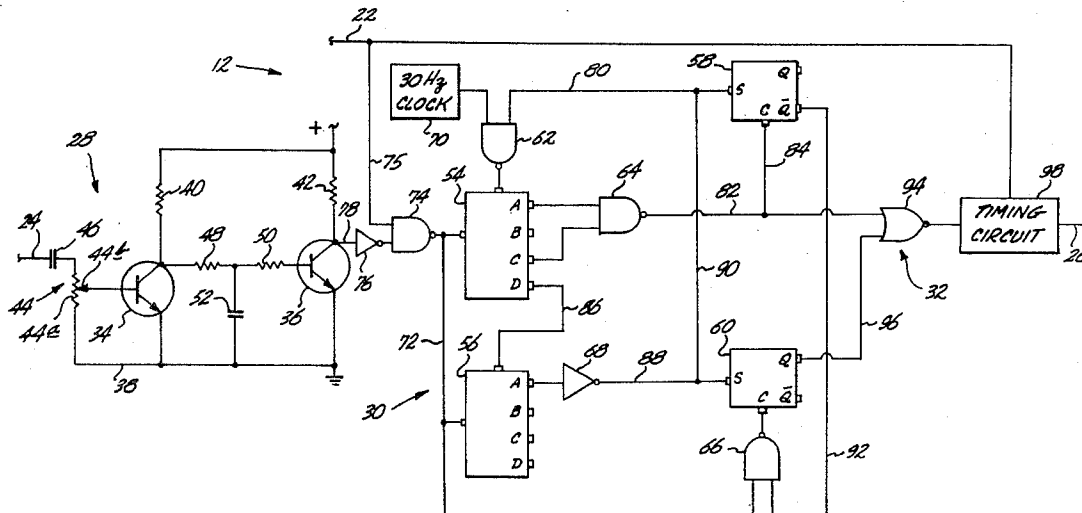 22
12
30Hz
CLOCK
70
80
58
S
Q
C
Q̄
+
28
40
42
75
62
54
74
64
84
98
94
24
46
44b
48
50
78
A
B
C
D
82
TIMING
CIRCUIT
44
44a
52
76
90
32
26
34
36
86
96
38
72
56
68
88
60
A
B
C
D
S
Q
C
Q̄
30
66
92